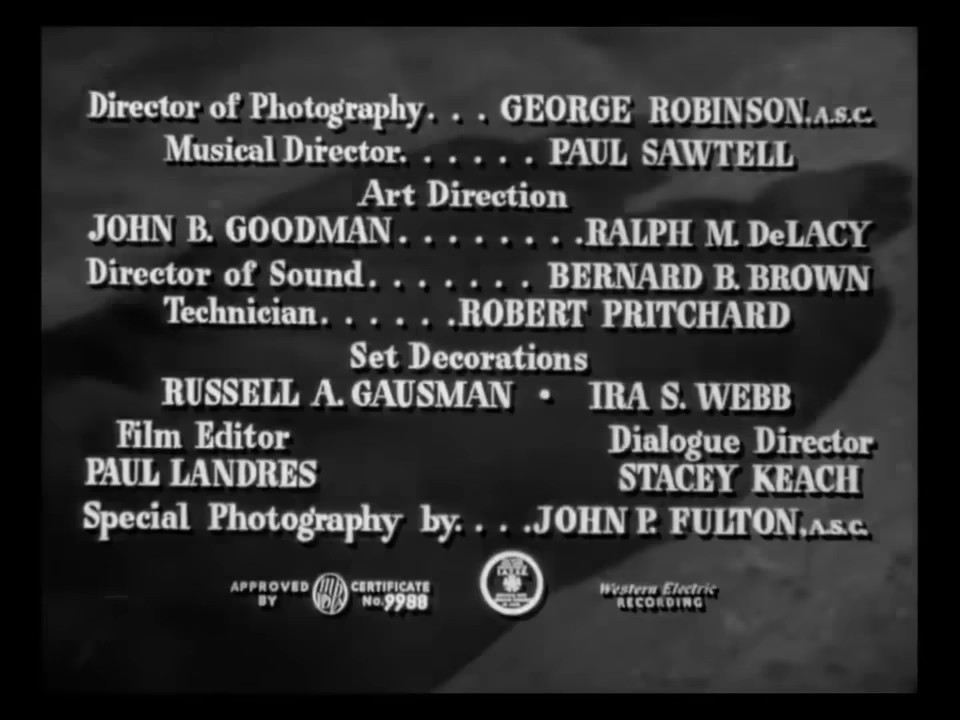 Director of Photography. . . GEORGE ROBINSON, A.S.C.
Musical Director. . . . . . PAUL SAWTELL
Art Direction
JOHN B. GOODMAN. . . . . . . .RALPH M. DeLACY
Director of Sound. . . . . . . BERNARD B. BROWN
Technician. . . . . .ROBERT PRITCHARD
Set Decorations
RUSSELL A. GAUSMAN • IRA S. WEBB
Film Editor Dialogue Director
PAUL LANDRES STACEY KEACH
Special Photography by. . . .JOHN P. FULTON, A.S.C.
APPROVED BY CERTIFICATE No. 9988
Western Electric
RECORDING